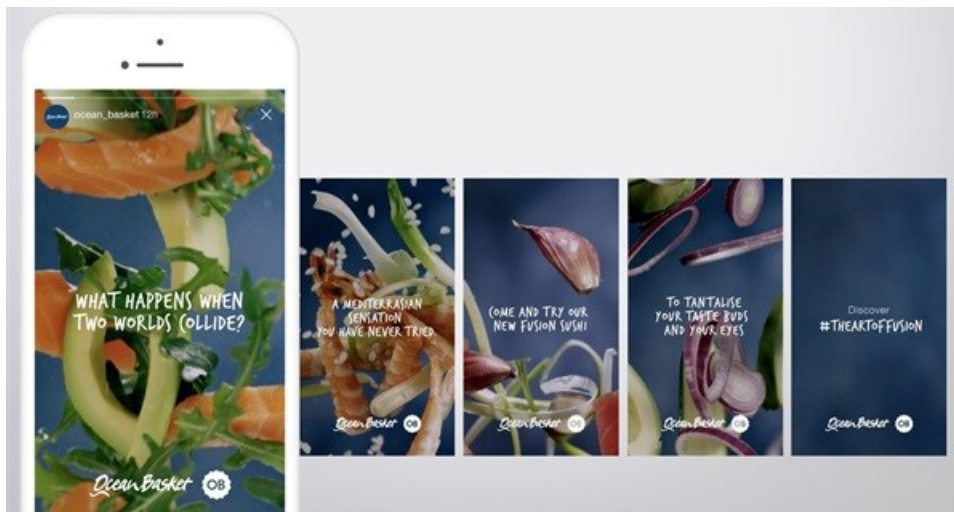 ocean_basket 12h
WHAT HAPPENS WHEN
TWO WORLDS COLLIDE?
Ocean Basket OB
A MEDITERRASIAN
SENSATION
YOU HAVE NEVER TRIED
Ocean Basket OB
COME AND TRY OUR
NEW FUSION SUSHI
Ocean Basket OB
TO TANTALISE
YOUR TASTE BUDS
AND YOUR EYES
Ocean Basket OB
Discover
#THEARTOFFUSION
Ocean Basket OB